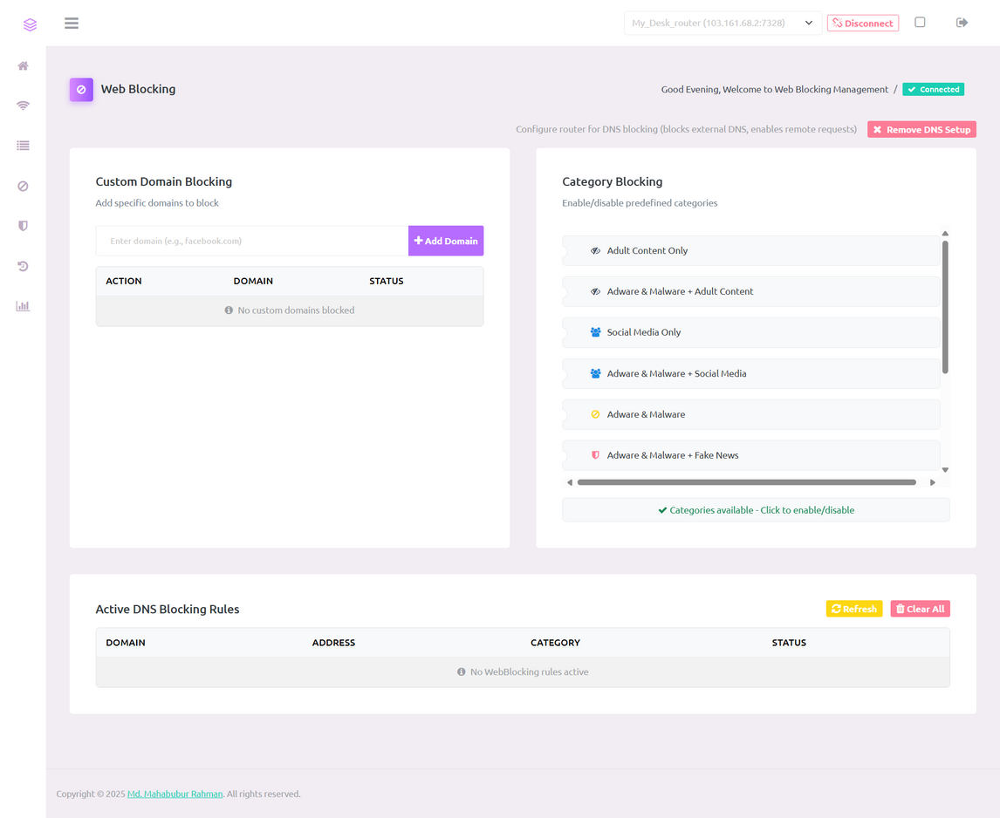 My_Desk_router (103.161.68.2:7328)
Disconnect
Web Blocking
Good Evening, Welcome to Web Blocking Management / Connected
Configure router for DNS blocking (blocks external DNS, enables remote requests)
Remove DNS Setup
Custom Domain Blocking
Add specific domains to block
Enter domain (e.g., facebook.com)
Add Domain
ACTION DOMAIN STATUS
No custom domains blocked
Category Blocking
Enable/disable predefined categories
Adult Content Only
Adware & Malware + Adult Content
Social Media Only
Adware & Malware + Social Media
Adware & Malware
Adware & Malware + Fake News
Categories available - Click to enable/disable
Active DNS Blocking Rules
Refresh
Clear All
DOMAIN ADDRESS CATEGORY STATUS
No WebBlocking rules active
Copyright © 2025 Md. Mahabubur Rahman. All rights reserved.